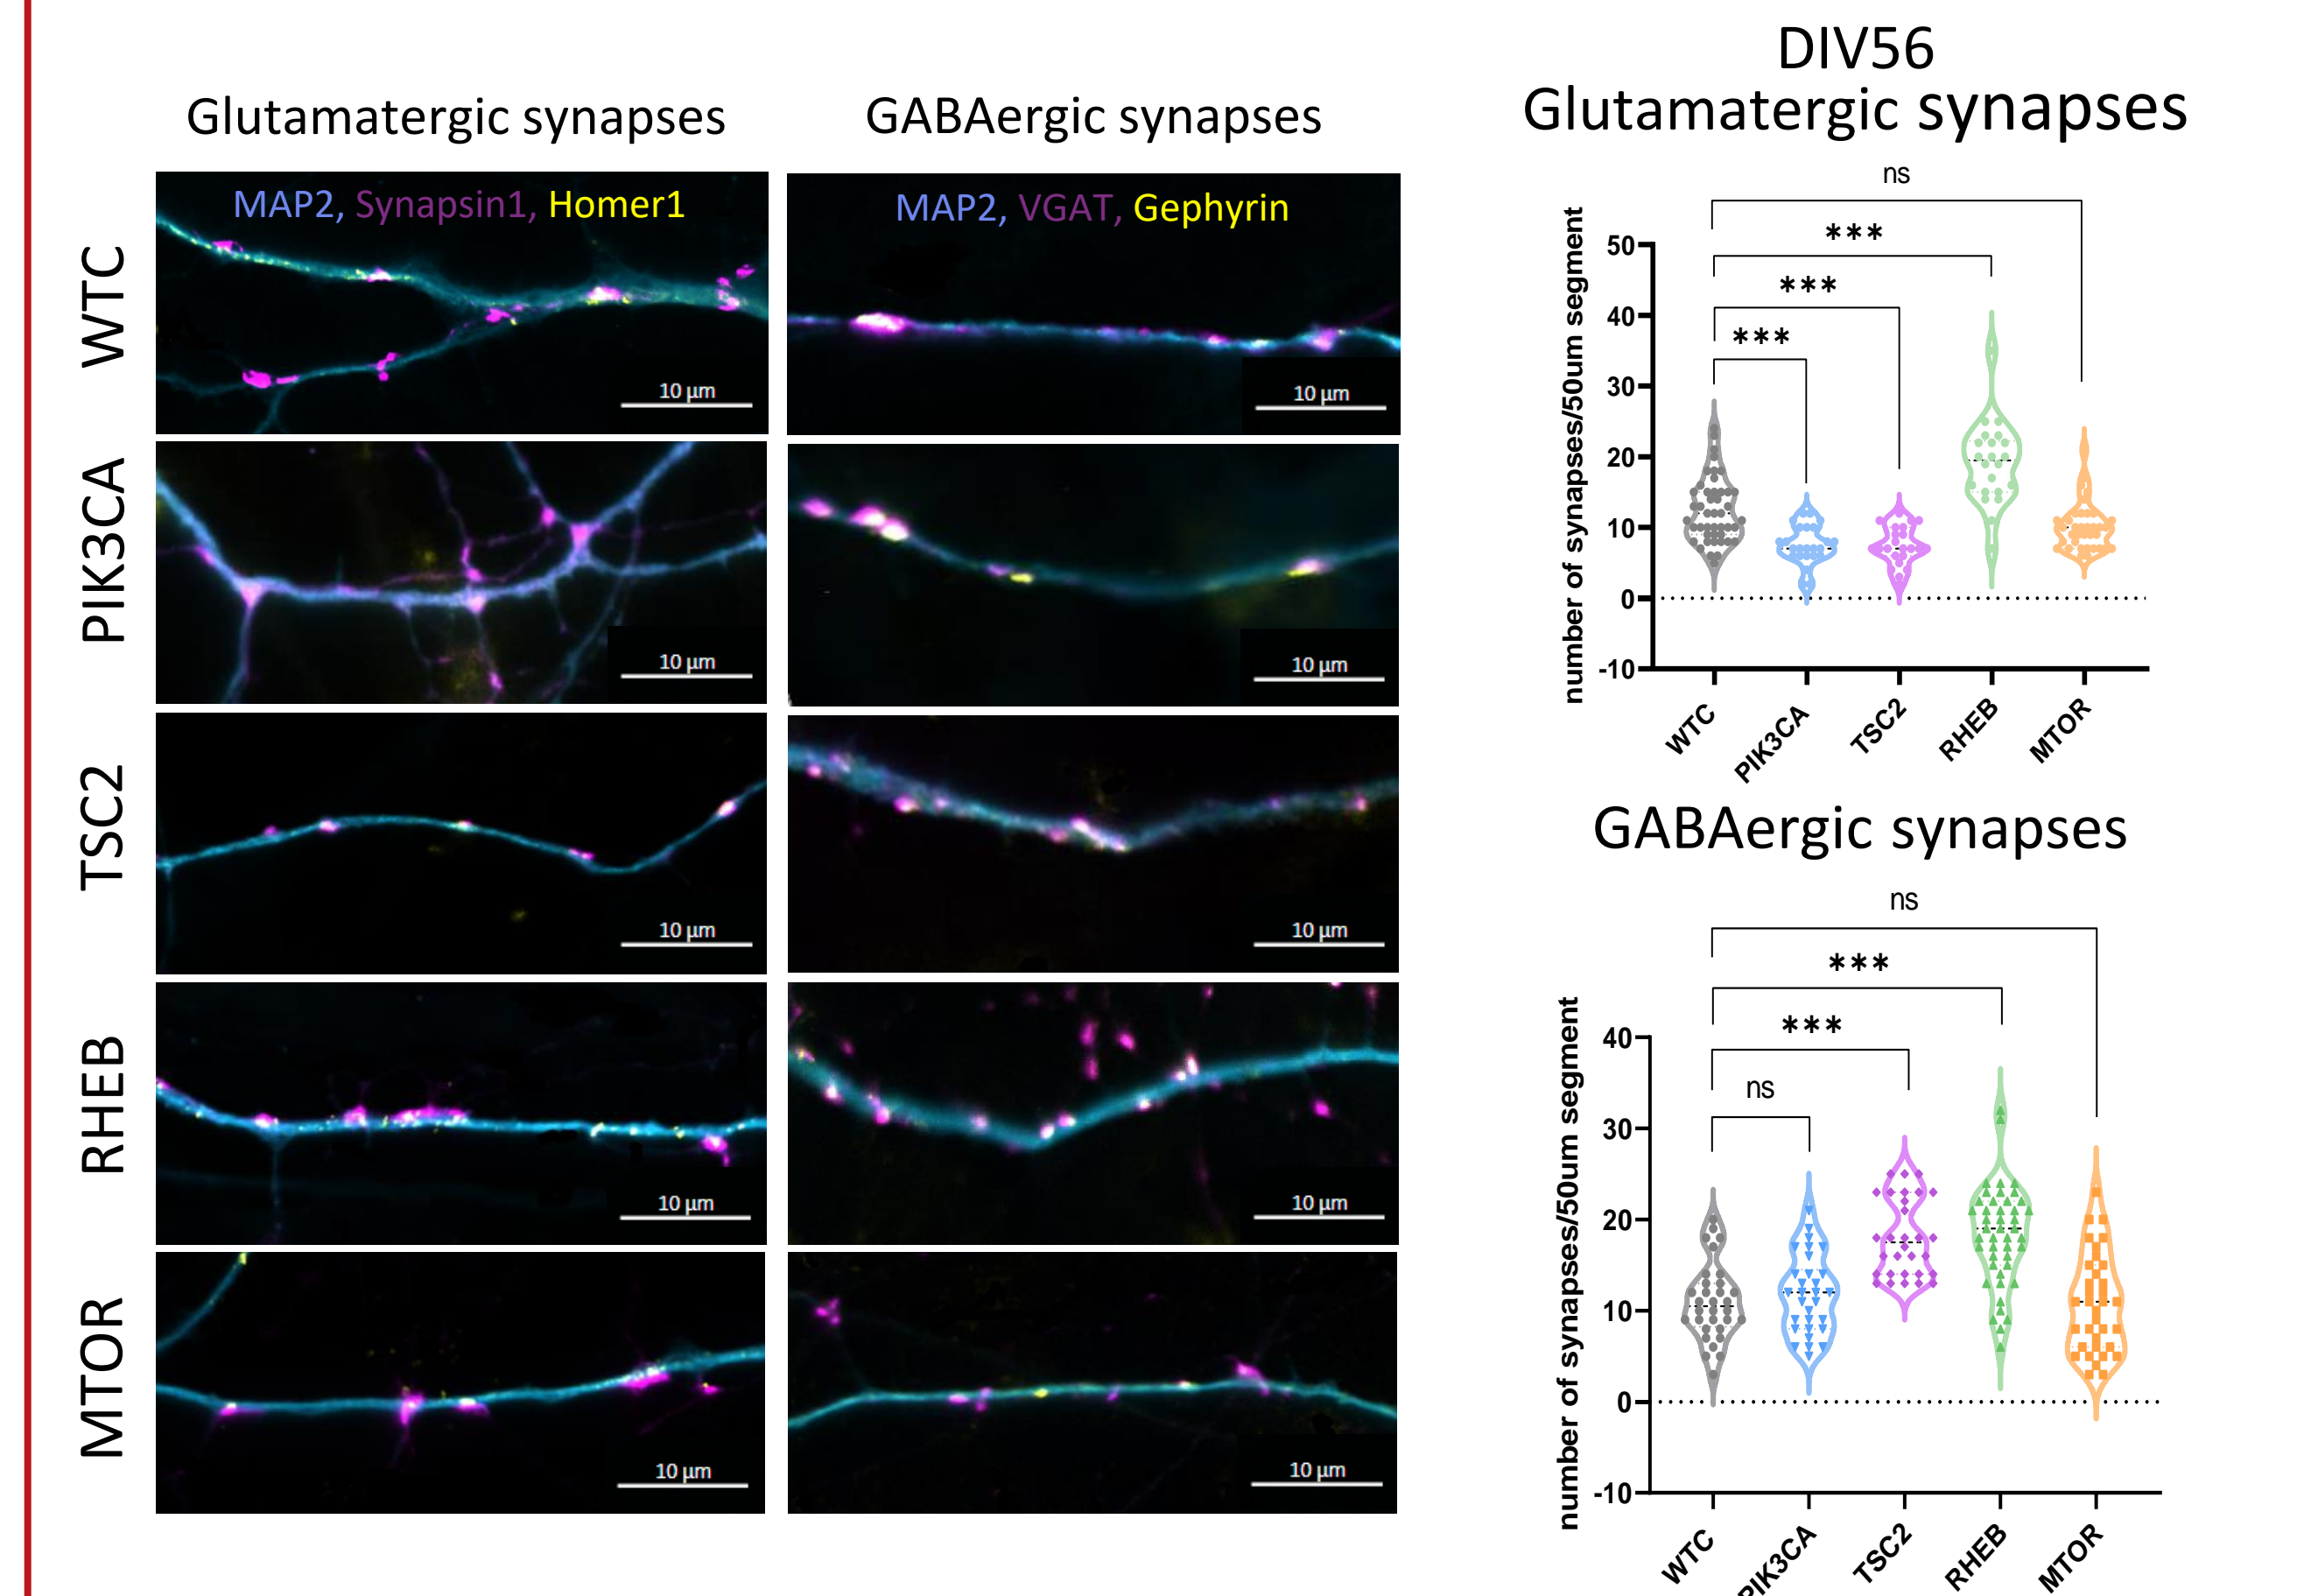 DIV56
Glutamatergic synapses
GABAergic synapses
Glutamatergic synapses
MAP2, Synapsin1, Homer1
MAP2, VGAT, Gephyrin
WTC
10 µm
10 µm
PIK3CA
10 µm
10 µm
TSC2
10 µm
10 µm
RHEB
10 µm
10 µm
MTOR
10 µm
10 µm
ns
***
***
***
number of synapses/50um segment
50
40
30
20
10
0
-10
WTC
PIK3CA
TSC2
RHEB
MTOR
GABAergic synapses
ns
***
***
ns
number of synapses/50um segment
40
30
20
10
0
-10
WTC
PIK3CA
TSC2
RHEB
MTOR